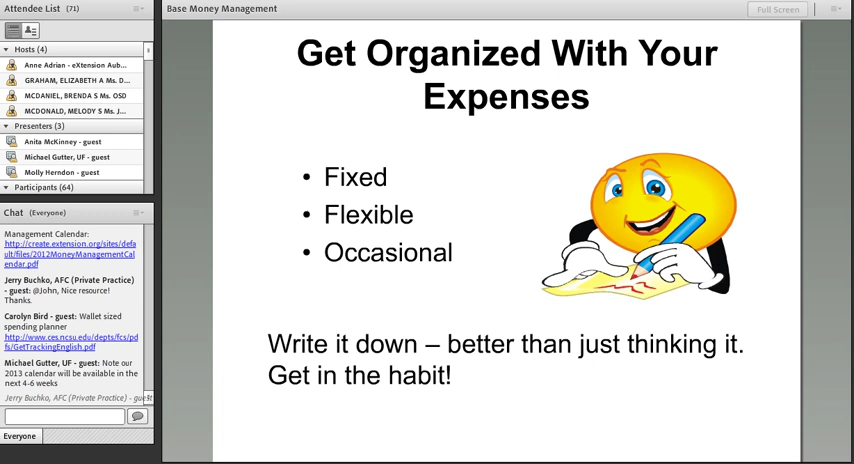 Attendee List (71)
Hosts (4)
Anne Adrian - eXtension Aub...
GRAHAM, ELIZABETH A Ms. D...
MCDANIEL, BRENDA S Ms. OSD
MCDONALD, MELODY S Ms. J...
Presenters (3)
Anita McKinney - guest
Michael Gutter, UF - guest
Molly Herndon - guest
Participants (64)
Chat (Everyone)
Management Calendar:
http://create.extension.org/sites/defa
ult/files/2012MoneyManagementCal
endar.pdf
Jerry Buchko, AFC (Private Practice)
- guest: @John, Nice resource!
Thanks.
Carolyn Bird - guest: Wallet sized
spending planner
http://www.ces.ncsu.edu/depts/fcs/pd
fs/GetTrackingEnglish.pdf
Michael Gutter, UF - guest: Note our
2013 calendar will be available in the
next 4-6 weeks
Jerry Buchko, AFC (Private Practice) - guest
Everyone
Base Money Management
Full Screen
Get Organized With Your
Expenses
• Fixed
• Flexible
• Occasional
Write it down – better than just thinking it.
Get in the habit!